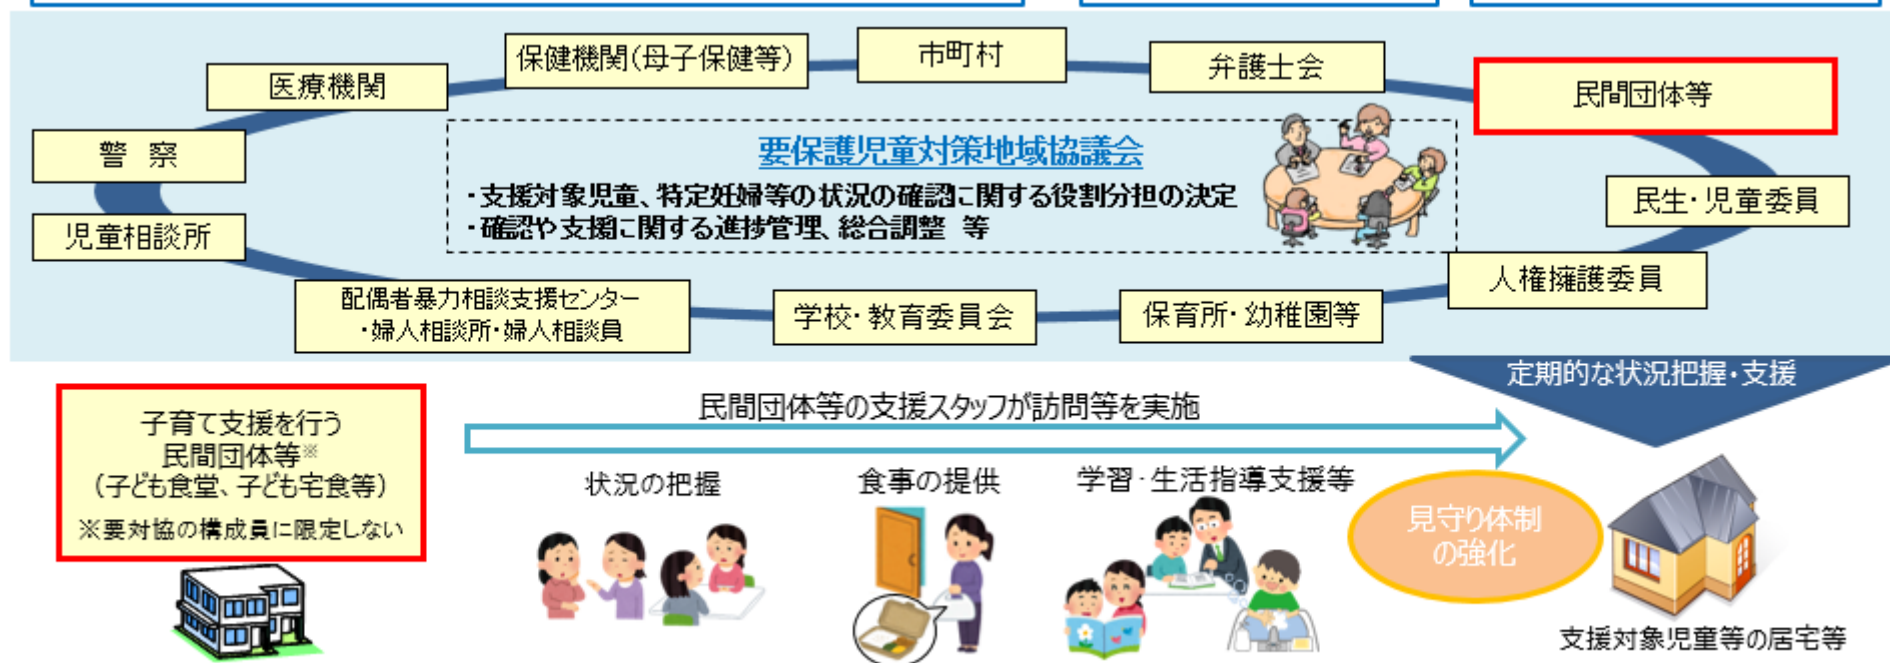 保健機関(母子保健等)
市町村
弁護士会
医療機関
民間団体等
警 察
要保護児童対策地域協議会
・支援対象児童、特定妊婦等の状況の確認に関する役割分担の決定
・確認や支援に関する進捗管理、総合調整 等
民生・児童委員
児童相談所
人権擁護委員
配偶者暴力相談支援センター
・婦人相談所・婦人相談員
学校・教育委員会
保育所・幼稚園等
定期的な状況把握・支援
子育て支援を行う
民間団体等※
(子ども食堂、子ども宅食等)
※要対協の構成員に限定しない
民間団体等の支援スタッフが訪問等を実施
状況の把握
食事の提供
学習・生活指導支援等
見守り体制
の強化
支援対象児童等の居宅等